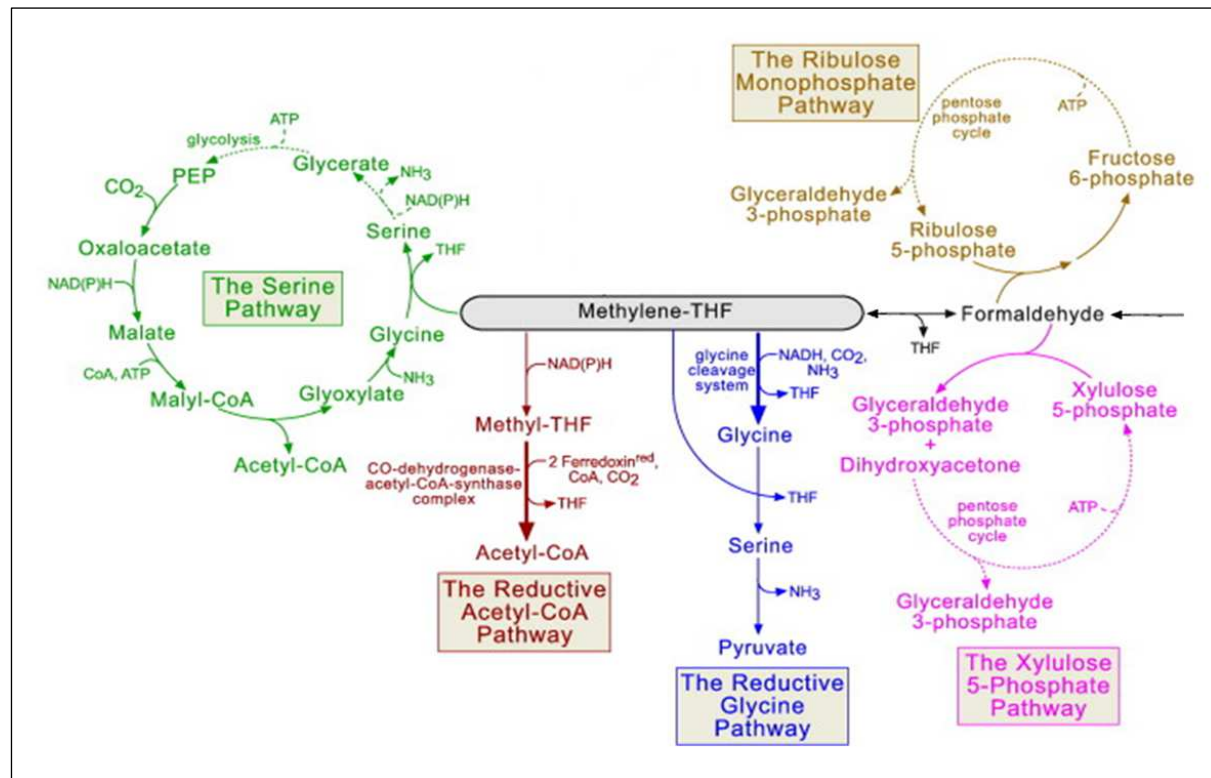 The Ribulose
Monophosphate
Pathway
pentose
phosphate
cycle
ATP
Fructose
6-phosphate
Glyceraldehyde
3-phosphate
Ribulose
5-phosphate
ATP
glycolysis
PEP
Glycerate
NH3
CO2
NAD(P)H
Serine
Oxaloacetate
THF
NAD(P)H
The Serine
Pathway
Malate
Glycine
CoA, ATP
NH3
Malyl-CoA
Glyoxylate
Acetyl-CoA
Methylene-THF
THF
Formaldehyde
NAD(P)H
Methyl-THF
CO-dehydrogenase-
acetyl-CoA-synthase
complex
2 Ferredoxinred,
CoA, CO2
THF
Acetyl-CoA
The Reductive
Acetyl-CoA
Pathway
glycine
cleavage
system
NADH, CO2,
NH3
THF
Glycine
THF
Serine
NH3
Pyruvate
The Reductive
Glycine
Pathway
Xylulose
5-phosphate
Glyceraldehyde
3-phosphate
+
Dihydroxyacetone
pentose
phosphate
cycle
ATP
Glyceraldehyde
3-phosphate
The Xylulose
5-Phosphate
Pathway